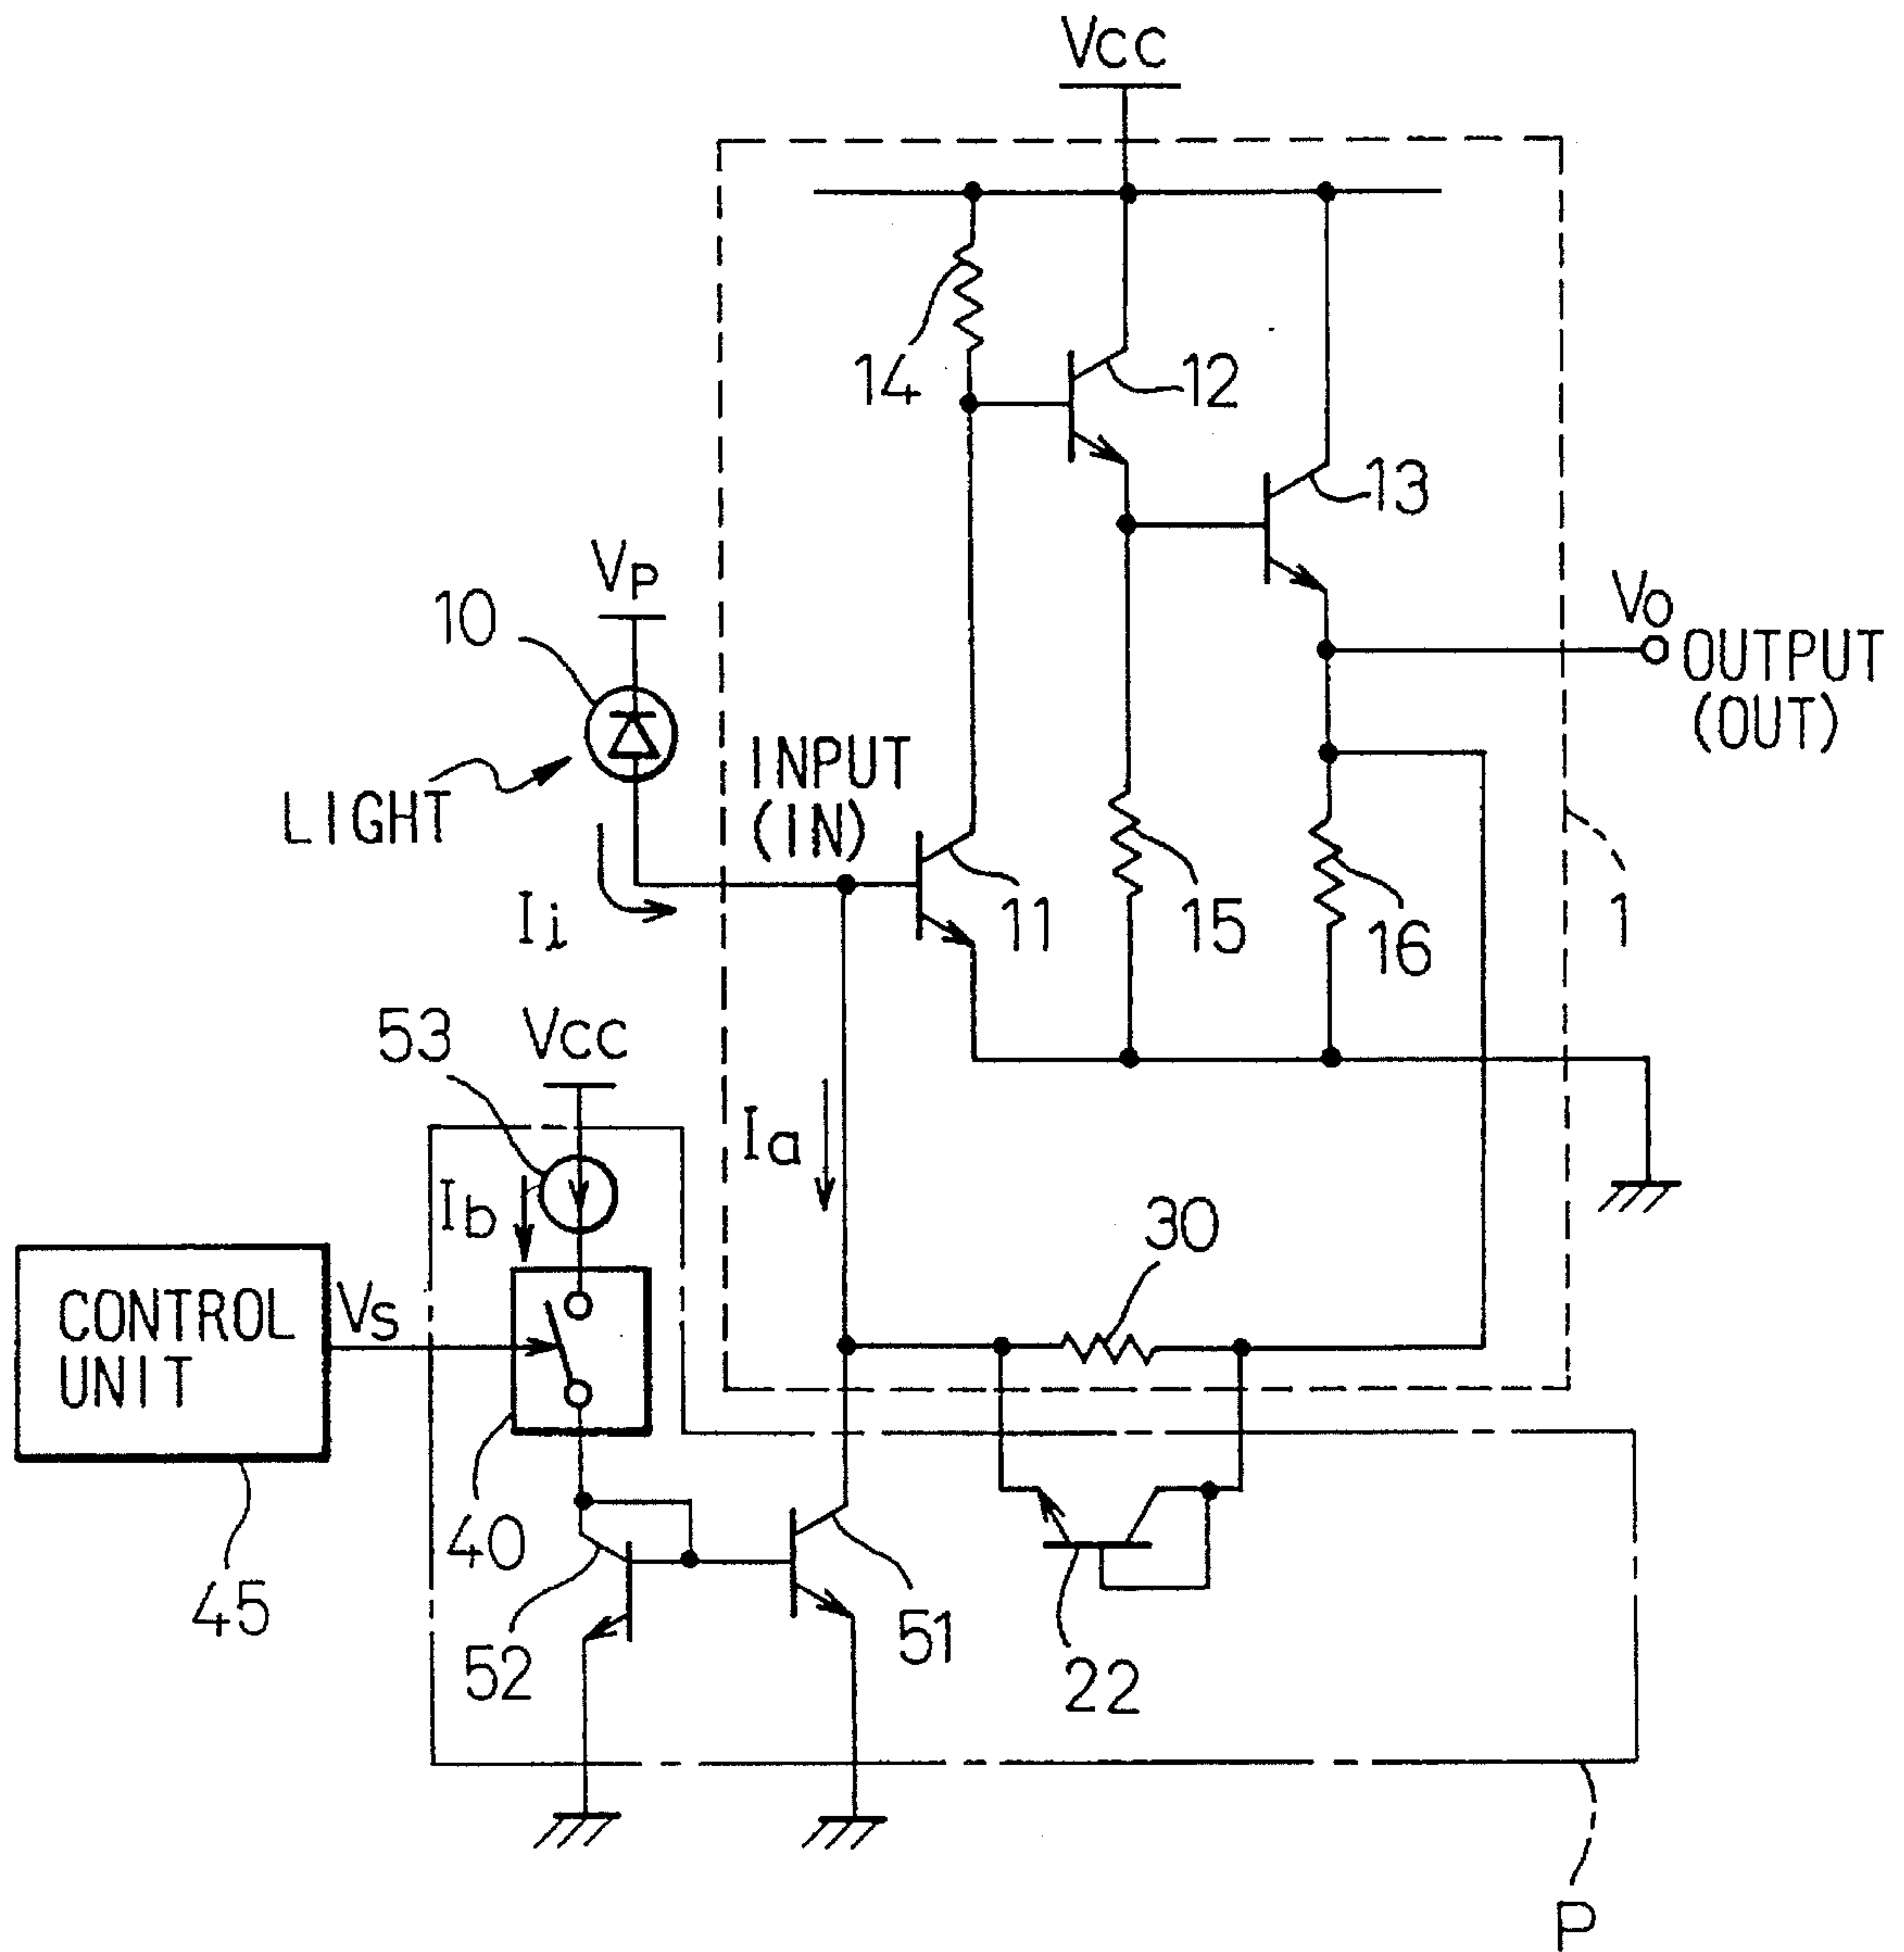 VCC
14
12
13
VP
10
VO
OUTPUT
(OUT)
INPUT
(IN)
LIGHT
Ii
11
15
16
1
53
VCC
Ia
Ib
30
CONTROL
UNIT
VS
40
45
52
51
22
P